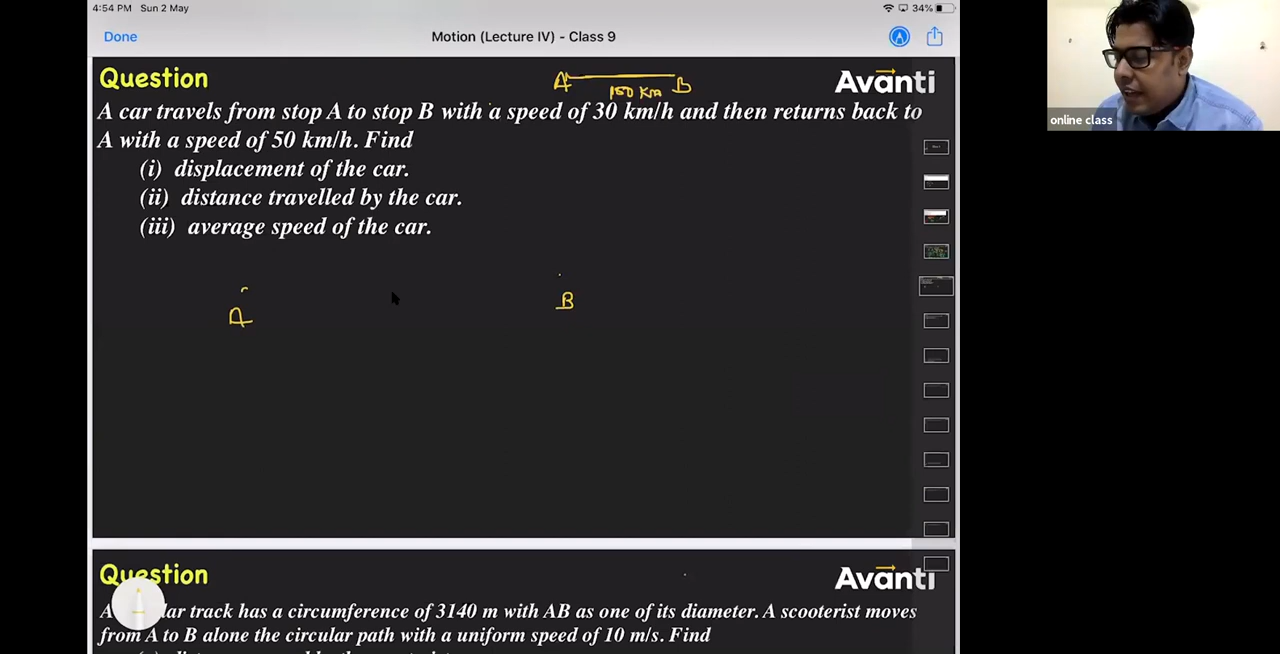 4:54 PM Sun 2 May
34%
Done
Motion (Lecture IV) - Class 9
Question
A B
150 Km
Avanti
A car travels from stop A to stop B with a speed of 30 km/h and then returns back to
A with a speed of 50 km/h. Find
(i) displacement of the car.
(ii) distance travelled by the car.
(iii) average speed of the car.
A
B
online class
Question
Avanti
A lar track has a circumference of 3140 m with AB as one of its diameter. A scooterist moves
from A to B alone the circular path with a uniform speed of 10 m/s. Find